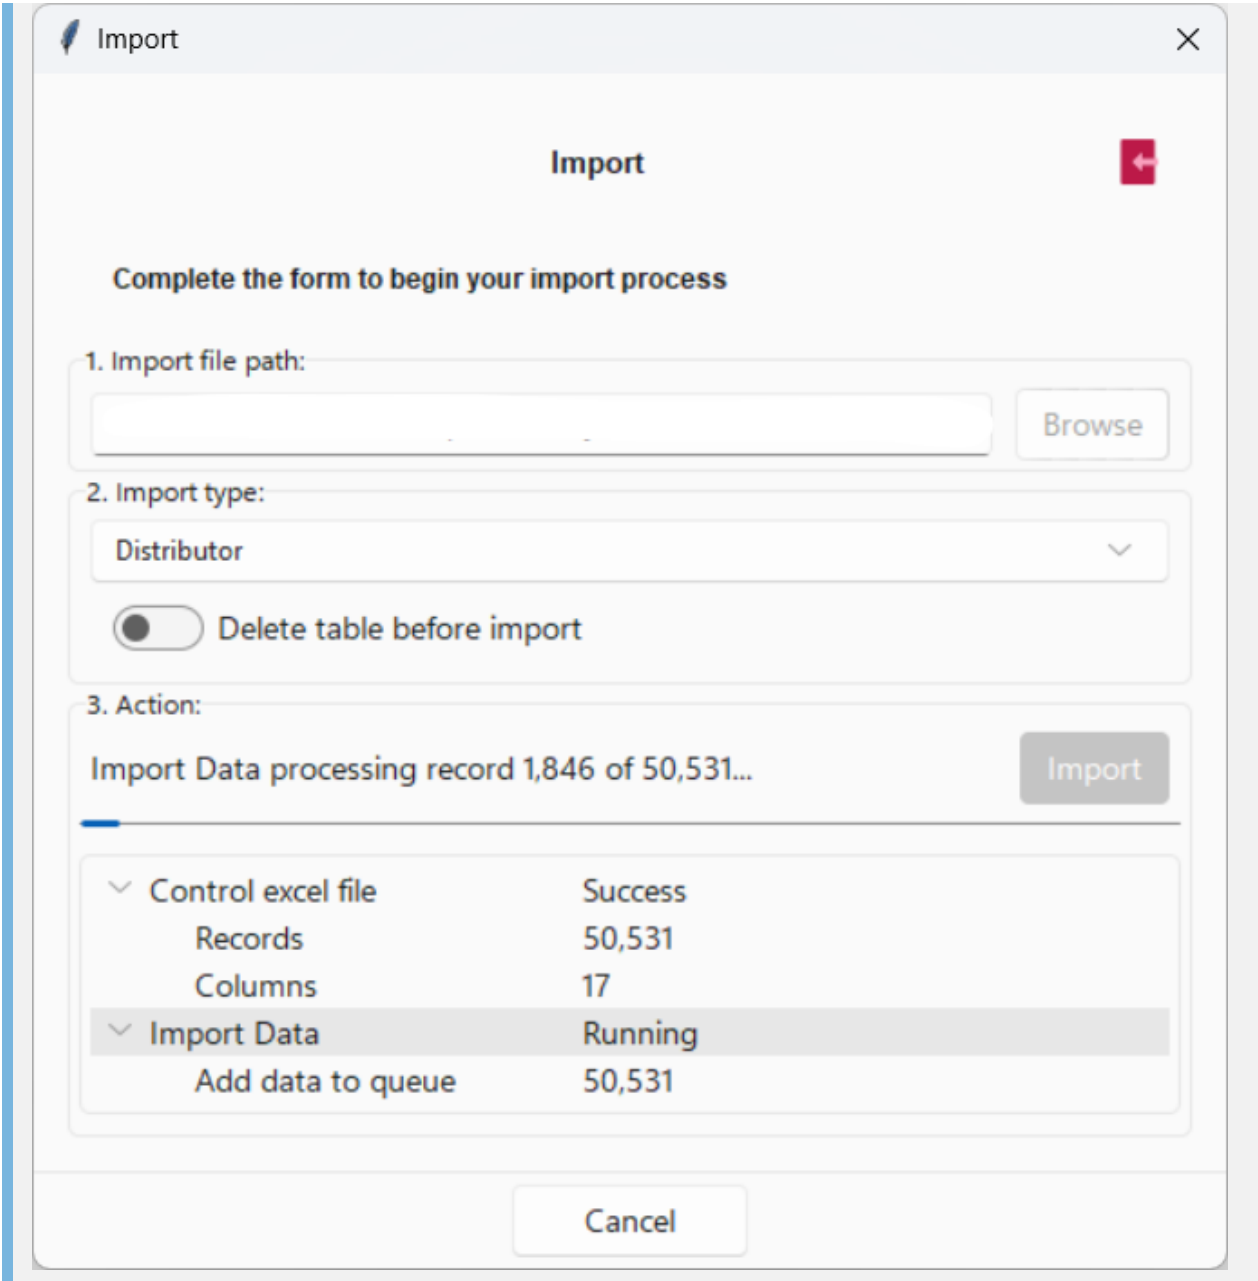 Import
Import
Complete the form to begin your import process
1. Import file path:
Browse
2. Import type:
Distributor
Delete table before import
3. Action:
Import Data processing record 1,846 of 50,531...
Import
Control excel file Success
Records 50,531
Columns 17
Import Data Running
Add data to queue 50,531
Cancel